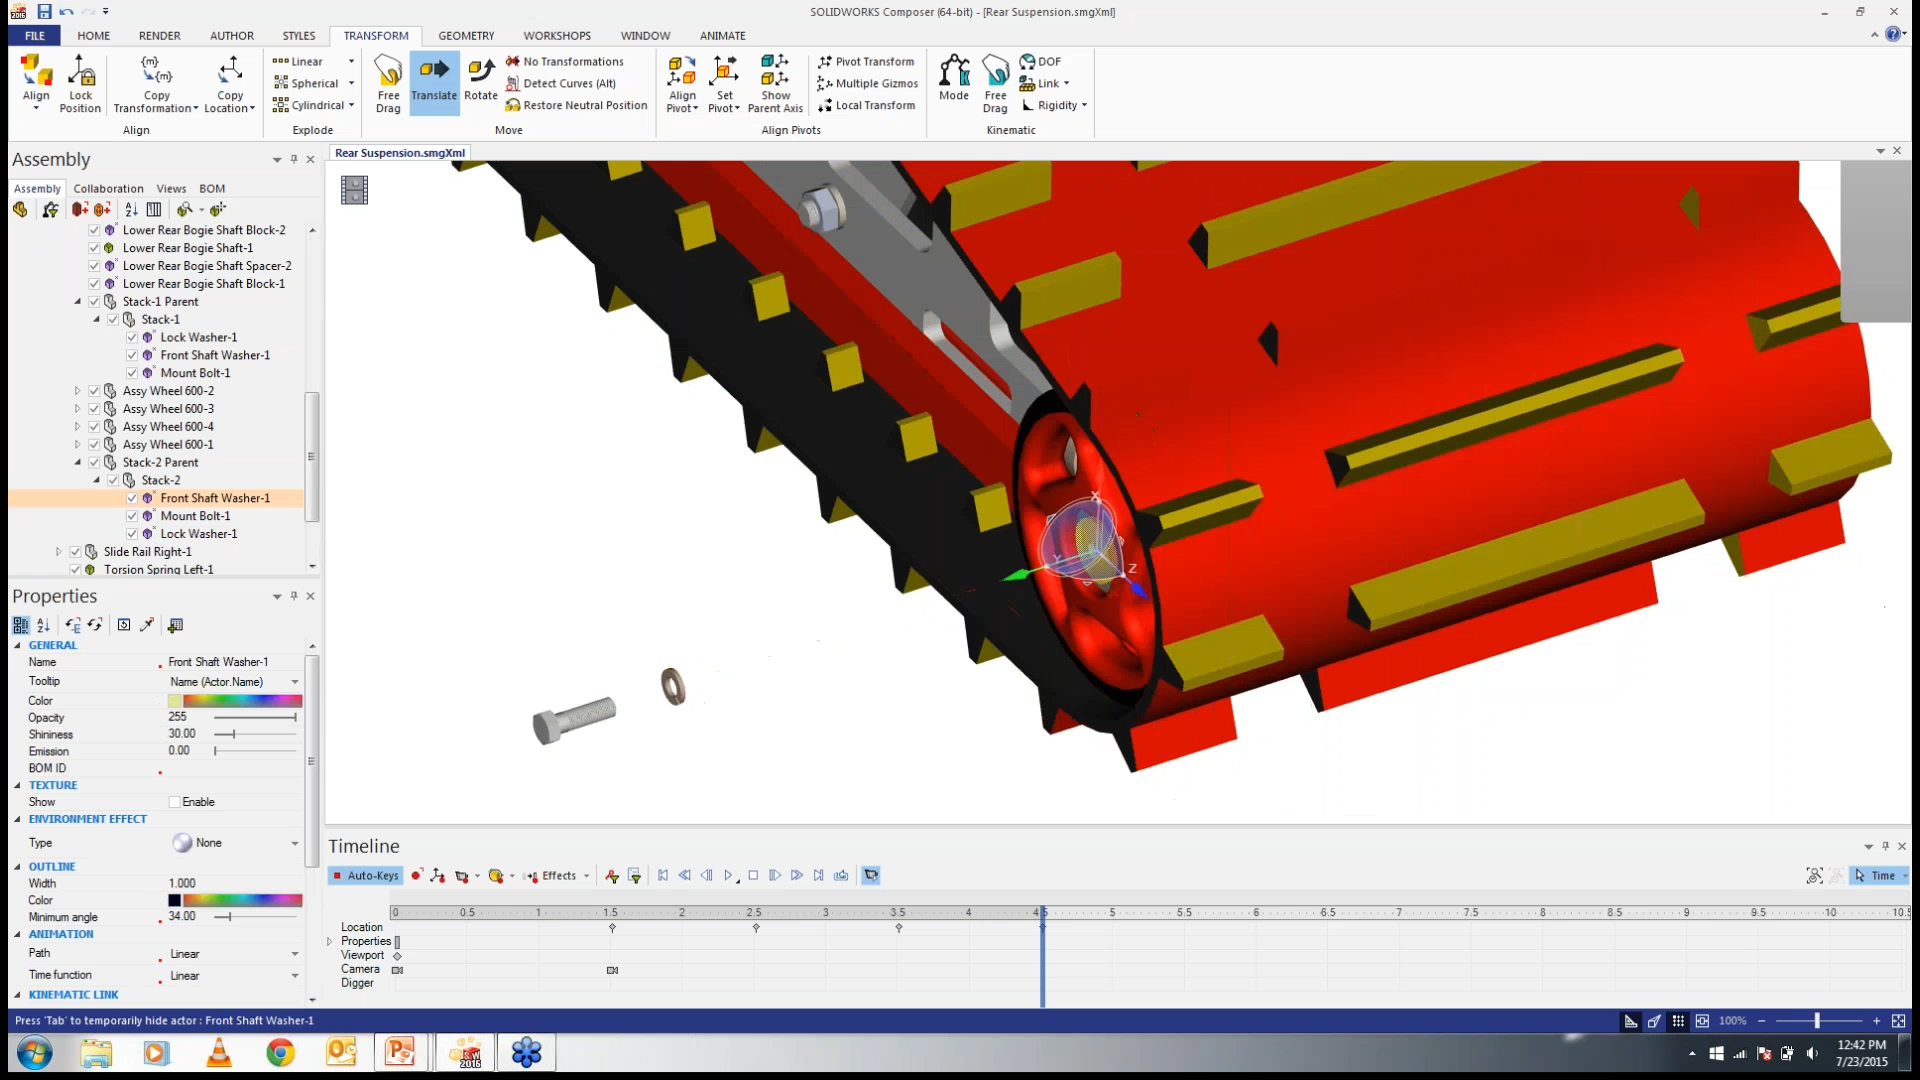 SOLIDWORKS Composer (64-bit) - [Rear Suspension.smgXml]
FILE HOME RENDER AUTHOR STYLES TRANSFORM GEOMETRY WORKSHOPS WINDOW ANIMATE
Align
Lock Position
Copy Transformation
Copy Location
Align
Linear
Spherical
Cylindrical
Explode
Free Drag
Translate
Rotate
No Transformations
Detect Curves (Alt)
Restore Neutral Position
Move
Align Pivot
Set Pivot
Show Parent Axis
Pivot Transform
Multiple Gizmos
Local Transform
Align Pivots
Mode
Free Drag
DOF
Link
Rigidity
Kinematic
Assembly
Assembly Collaboration Views BOM
Lower Rear Bogie Shaft Block-2
Lower Rear Bogie Shaft-1
Lower Rear Bogie Shaft Spacer-2
Lower Rear Bogie Shaft Block-1
Stack-1 Parent
Stack-1
Lock Washer-1
Front Shaft Washer-1
Mount Bolt-1
Assy Wheel 600-2
Assy Wheel 600-3
Assy Wheel 600-4
Assy Wheel 600-1
Stack-2 Parent
Stack-2
Front Shaft Washer-1
Mount Bolt-1
Lock Washer-1
Slide Rail Right-1
Torsion Spring Left-1
Rear Suspension.smgXml
X
Y
Z
Properties
GENERAL
Name Front Shaft Washer-1
Tooltip Name (Actor.Name)
Color
Opacity 255
Shininess 30.00
Emission 0.00
BOM ID
TEXTURE
Show Enable
ENVIRONMENT EFFECT
Type None
OUTLINE
Width 1.000
Color
Minimum angle 34.00
ANIMATION
Path Linear
Time function Linear
KINEMATIC LINK
Timeline
Auto-Keys Effects Time
0 0.5 1 1.5 2 2.5 3 3.5 4 4.5 5 5.5 6 6.5 7 7.5 8 8.5 9 9.5 10 10.5
Location
Properties
Viewport
Camera
Digger
Press 'Tab' to temporarily hide actor : Front Shaft Washer-1
100%
12:42 PM
7/23/2015